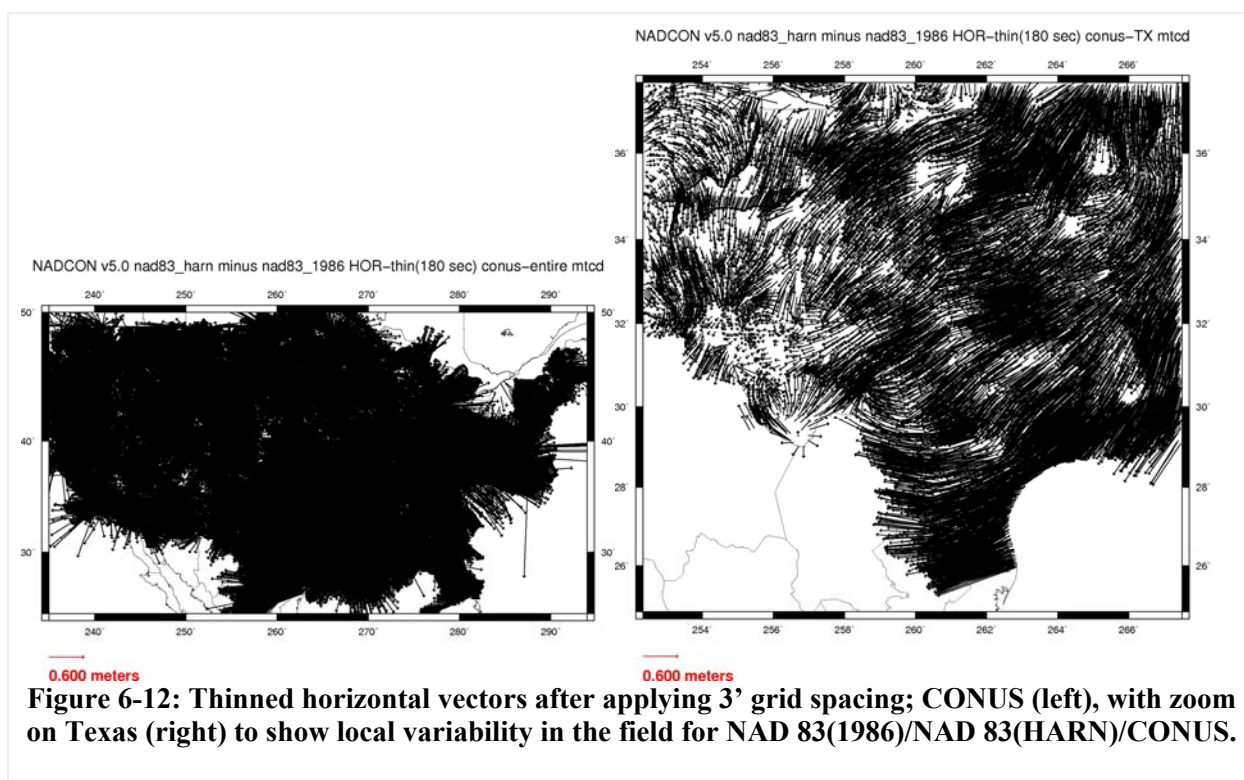 NADCON v5.0 nad83_harn minus nad83_1986 HOR-thin(180 sec) conus-TX mtcd
254˚ 256˚ 258˚ 260˚ 262˚ 264˚ 266˚
36˚
34˚
32˚
30˚
28˚
26˚
254˚ 256˚ 258˚ 260˚ 262˚ 264˚ 266˚
0.600 meters
NADCON v5.0 nad83_harn minus nad83_1986 HOR-thin(180 sec) conus-entire mtcd
240˚ 250˚ 260˚ 270˚ 280˚ 290˚
50˚ 50˚
40˚ 40˚
30˚ 30˚
240˚ 250˚ 260˚ 270˚ 280˚ 290˚
0.600 meters
36˚
34˚
32˚
30˚
28˚
26˚
Figure 6-12: Thinned horizontal vectors after applying 3’ grid spacing; CONUS (left), with zoom
on Texas (right) to show local variability in the field for NAD 83(1986)/NAD 83(HARN)/CONUS.